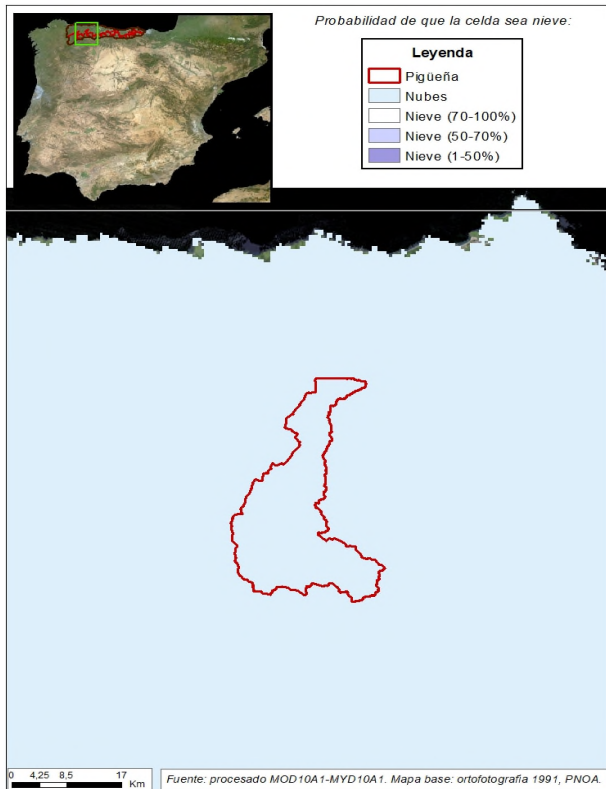 Probabilidad de que la celda sea nieve:
Leyenda
Pigüeña
Nubes
Nieve (70-100%)
Nieve (50-70%)
Nieve (1-50%)
0 4,25 8,5 17
Km
Fuente: procesado MOD10A1-MYD10A1. Mapa base: ortofotografia 1991, PNOA.